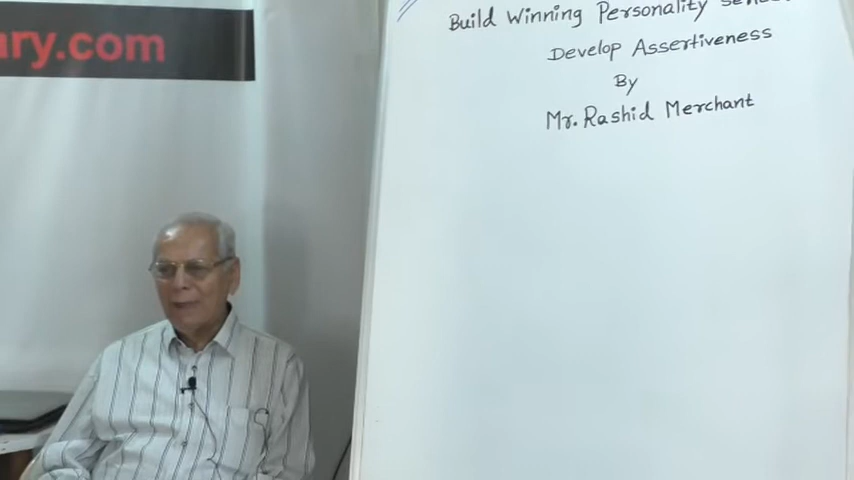 ary.com
Build Winning Personality
Develop Assertiveness
By
Mr. Rashid Merchant